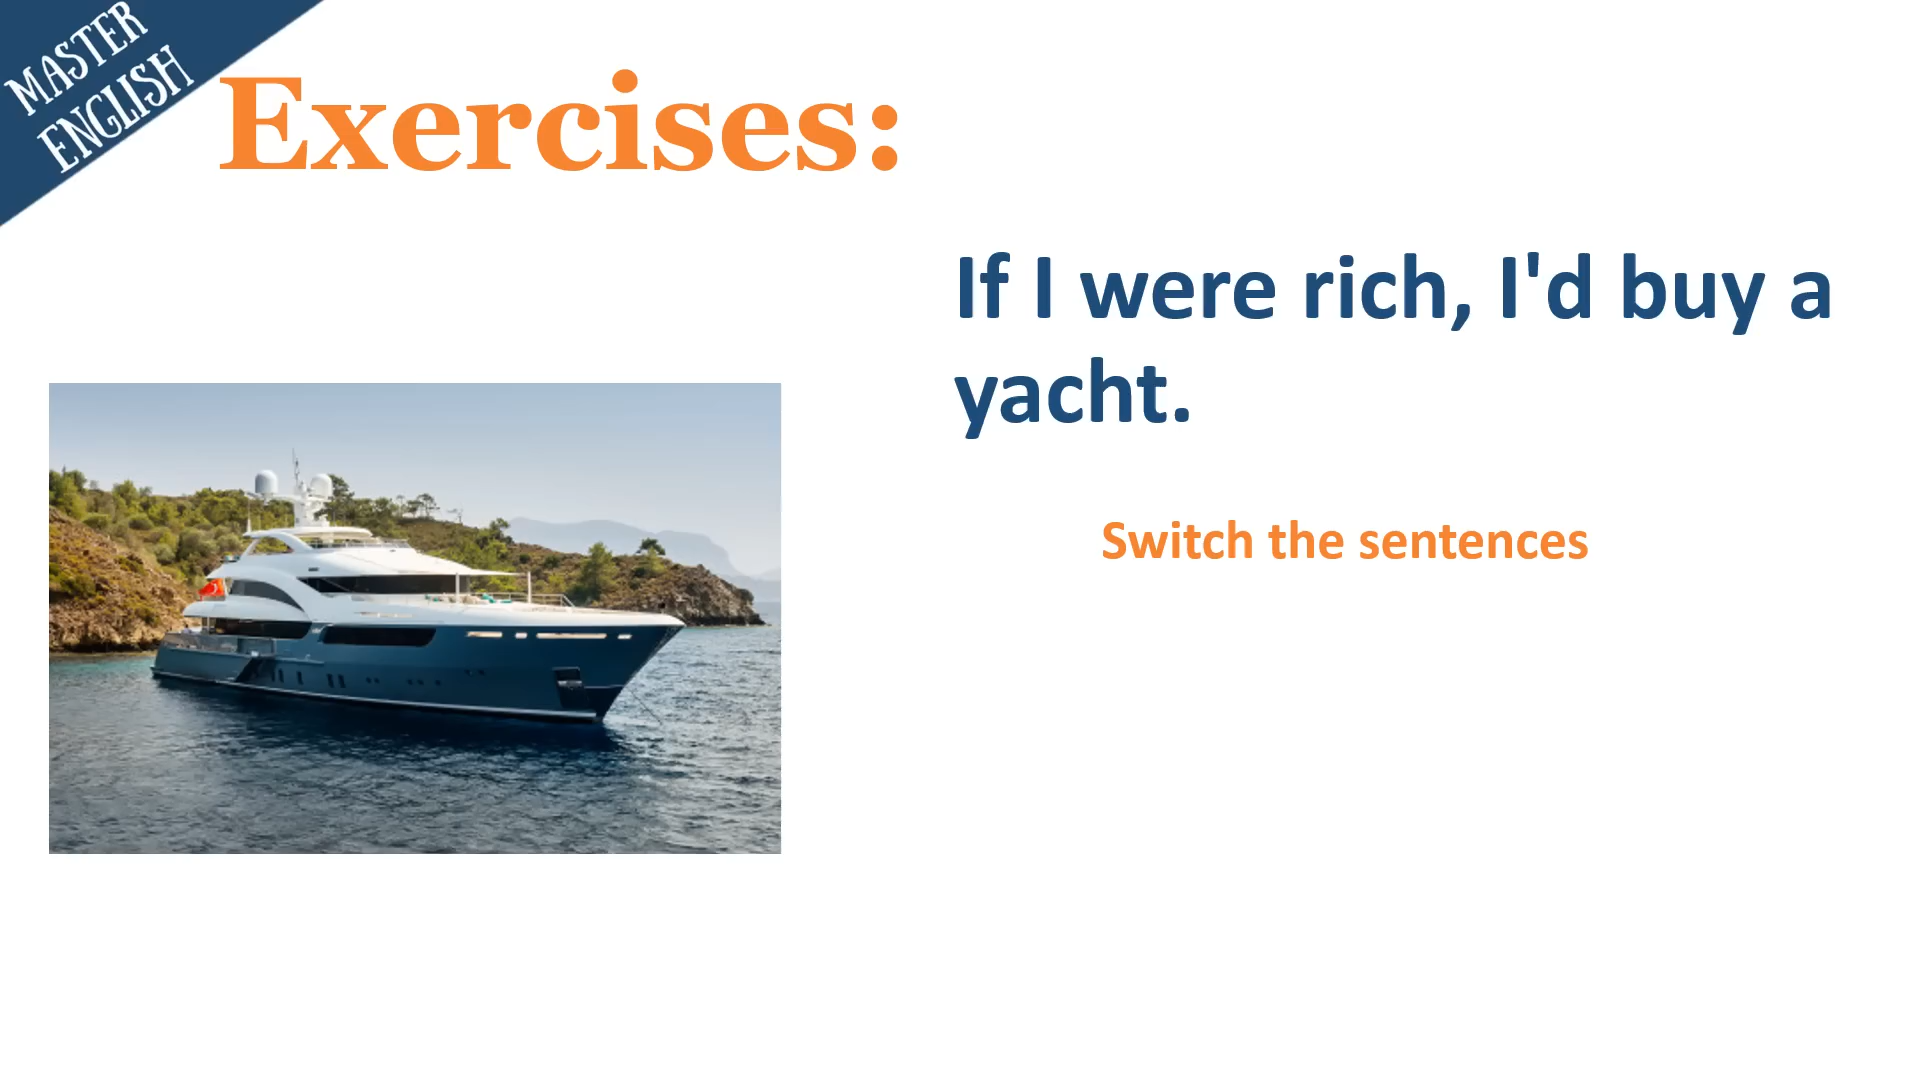 MASTER
ENGLISH
Exercises:
If I were rich, I'd buy a
yacht.
Switch the sentences